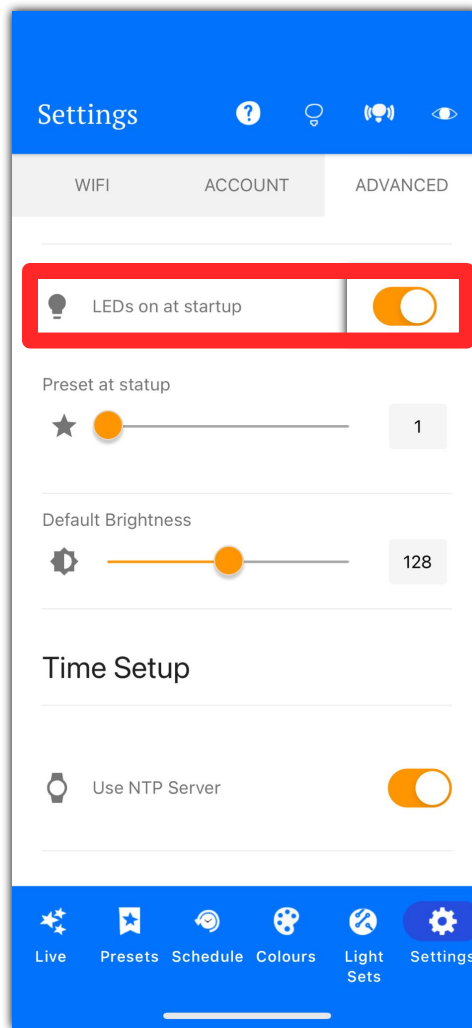 Settings
WIFI ACCOUNT ADVANCED
LEDs on at startup
Preset at statup
1
Default Brightness
128
Time Setup
Use NTP Server
Live Presets Schedule Colours Light Sets Settings